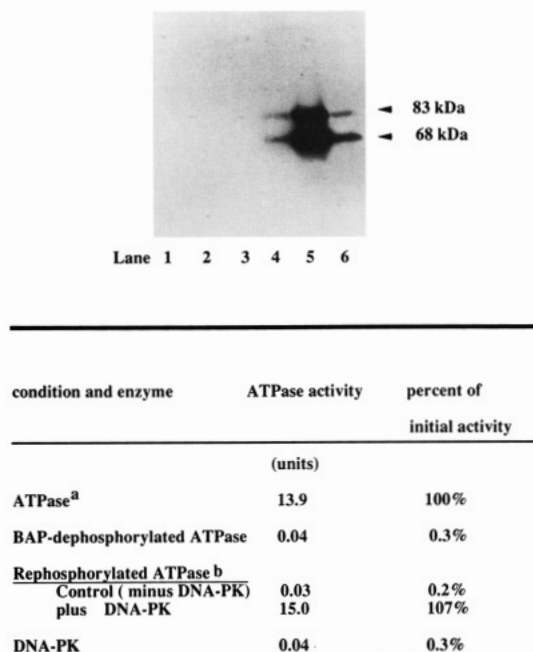 83 kDa
68 kDa
Lane 1 2 3 4 5 6
condition and enzyme ATPase activity percent of
initial activity
(units)
ATPase a 13.9 100%
BAP-dephosphorylated ATPase 0.04 0.3%
Rephosphorylated ATPase b
Control ( minus DNA-PK) 0.03 0.2%
plus DNA-PK 15.0 107%
DNA-PK 0.04 0.3%